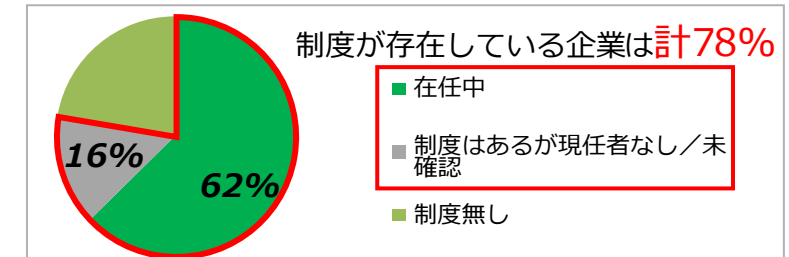 制度が存在している企業は計78%
在任中
制度はあるが現任者なし／未
確認
制度無し
16%
62%